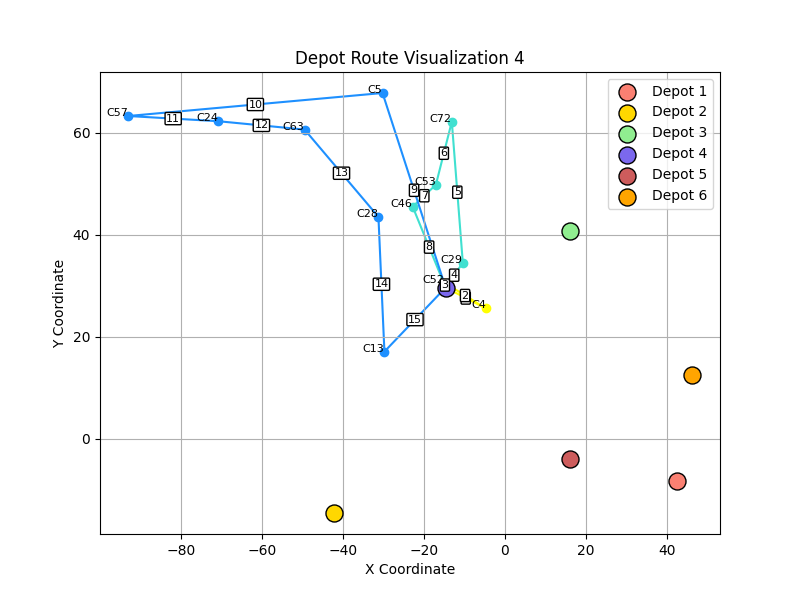 Depot Route Visualization 4
Depot 1
Depot 2
Depot 3
Depot 4
Depot 5
Depot 6
C5
C57
10
11
C24
12
C63
C72
6
13
C53
9
7
5
C46
C28
8
C29
4
14
3
2
C4
15
C13
60
40
20
0
−80
−60
−40
−20
0
20
40
X Coordinate
Y Coordinate